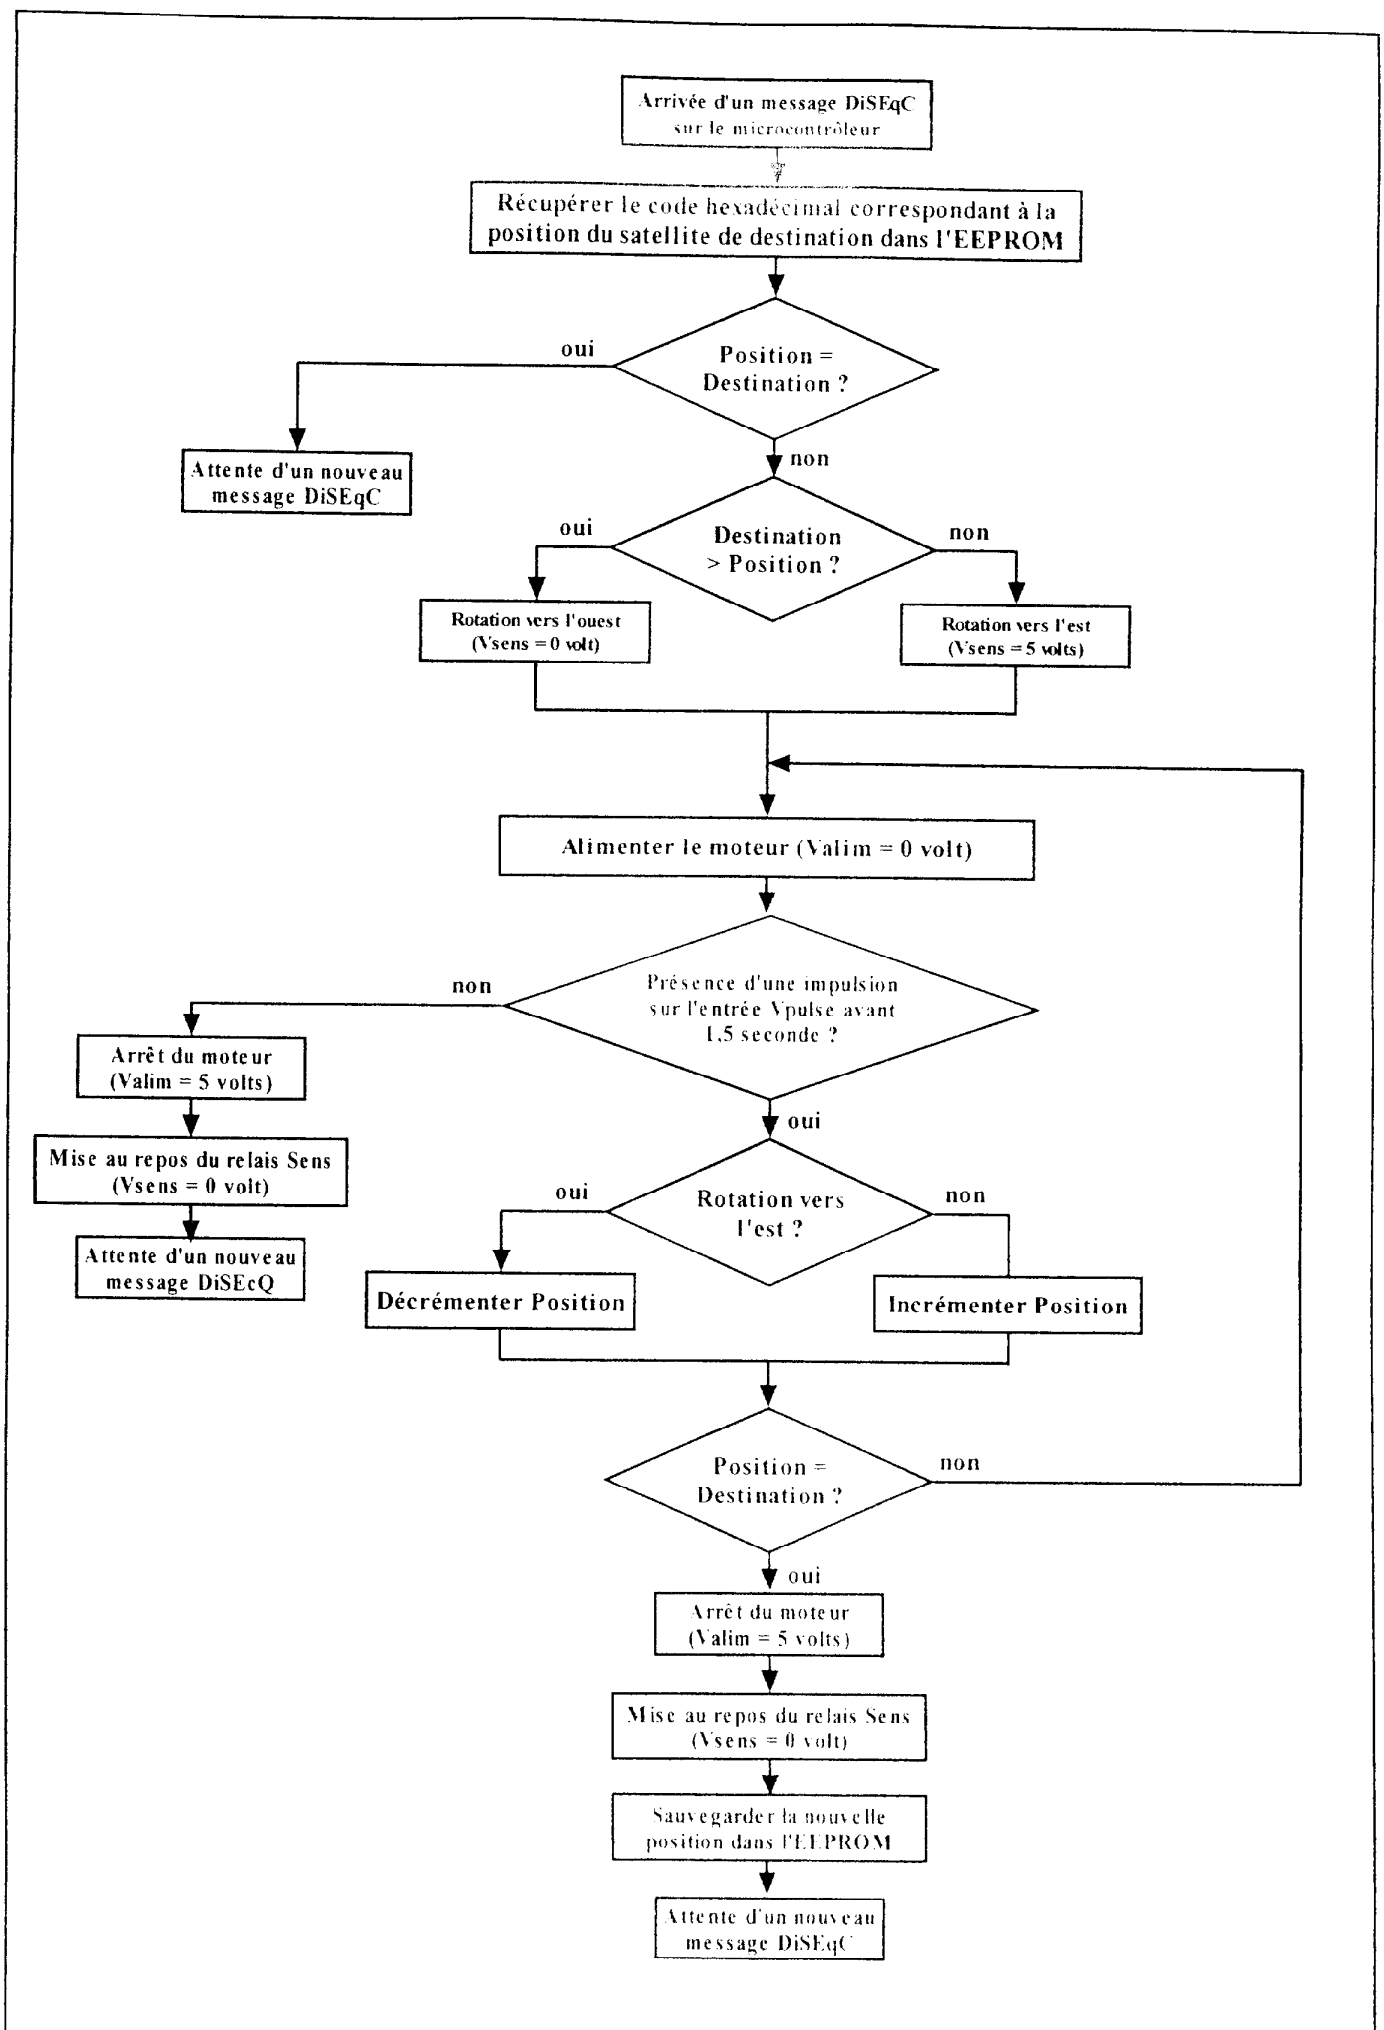 Arrivée d'un message DiSEqC
sur le microcontrôleur
Récupérer le code hexadécimal correspondant à la
position du satellite de destination dans l'EEPROM
oui
Position =
Destination ?
non
Attente d'un nouveau
message DiSEqC
oui
Destination
> Position ?
non
Rotation vers l'ouest
(Vsens = 0 volt)
Rotation vers l'est
(Vsens = 5 volts)
Alimenter le moteur (Valim = 0 volt)
non
Présence d'une impulsion
sur l'entrée Vpulse avant
1,5 seconde ?
oui
Arrêt du moteur
(Valim = 5 volts)
Mise au repos du relais Sens
(Vsens = 0 volt)
Attente d'un nouveau
message DiSEcQ
oui
Rotation vers
l'est ?
non
Décrémenter Position
Incrémenter Position
Position =
Destination ?
non
oui
Arrêt du moteur
(Valim = 5 volts)
Mise au repos du relais Sens
(Vsens = 0 volt)
Sauvegarder la nouvelle
position dans l'EEPROM
Attente d'un nouveau
message DiSEqC